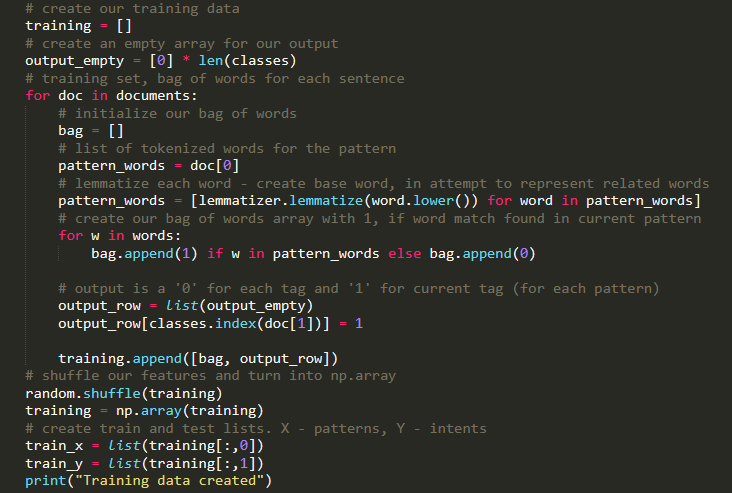 # create our training data
training = []
# create an empty array for our output
output_empty = [0] * len(classes)
# training set, bag of words for each sentence
for doc in documents:
    # initialize our bag of words
    bag = []
    # list of tokenized words for the pattern
    pattern_words = doc[0]
    # lemmatize each word - create base word, in attempt to represent related words
    pattern_words = [lemmatizer.lemmatize(word.lower()) for word in pattern_words]
    # create our bag of words array with 1, if word match found in current pattern
    for w in words:
        bag.append(1) if w in pattern_words else bag.append(0)

    # output is a '0' for each tag and '1' for current tag (for each pattern)
    output_row = list(output_empty)
    output_row[classes.index(doc[1])] = 1

    training.append([bag, output_row])
# shuffle our features and turn into np.array
random.shuffle(training)
training = np.array(training)
# create train and test lists. X - patterns, Y - intents
train_x = list(training[:,0])
train_y = list(training[:,1])
print("Training data created")